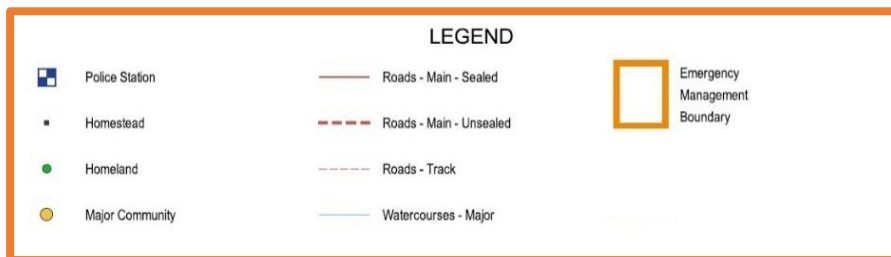 LEGEND
Police Station
Homestead
Homeland
Major Community
Roads - Main - Sealed
Roads - Main - Unsealed
Roads - Track
Watercourses - Major
Emergency
Management
Boundary